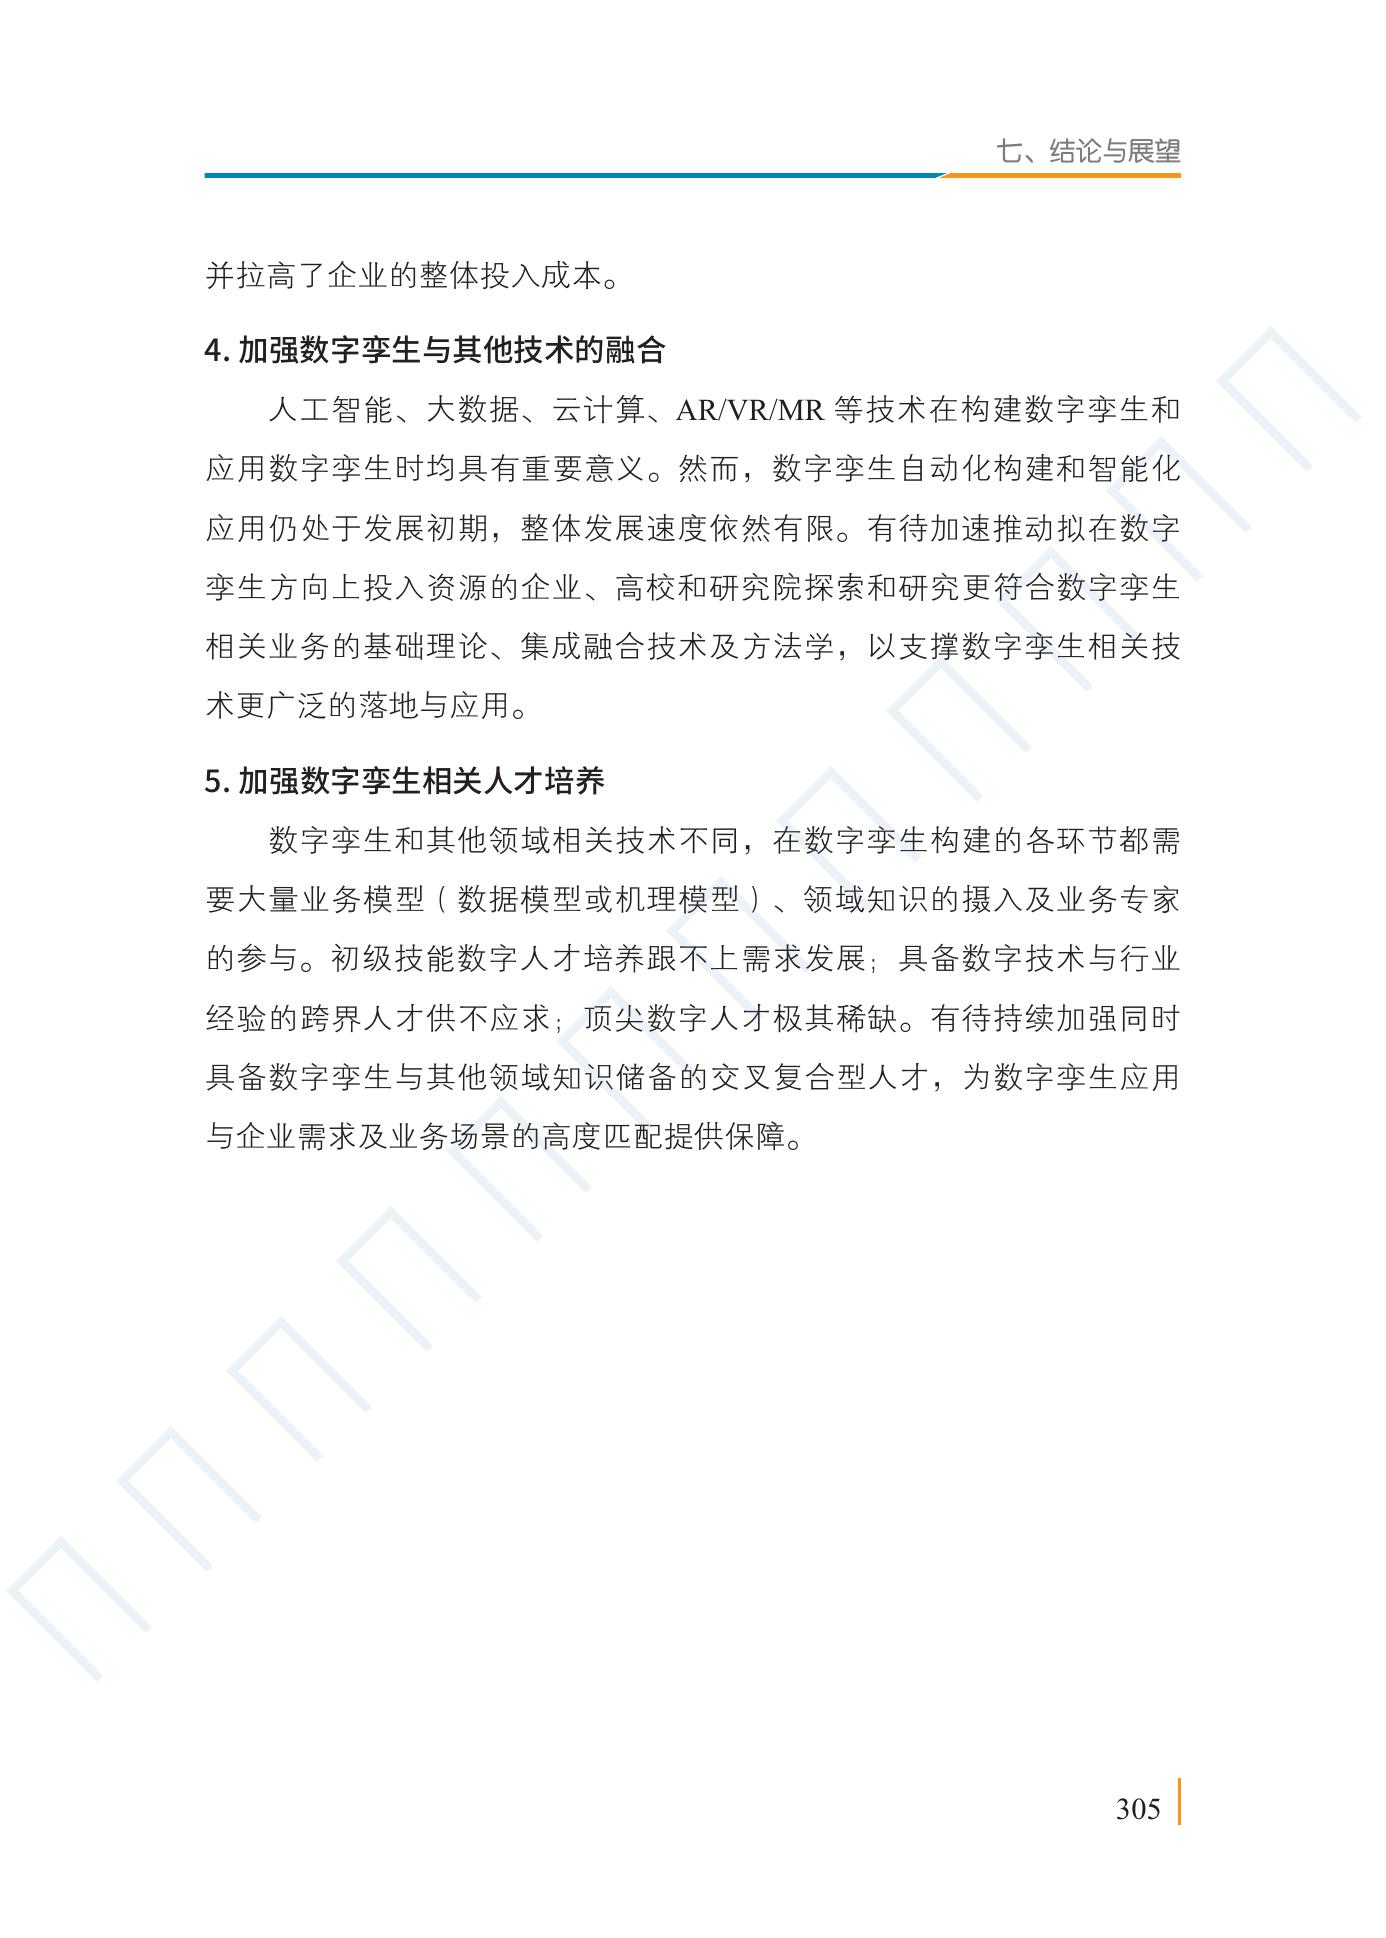 七、结论与展望
并拉高了企业的整体投入成本。
4. 加强数字孪生与其他技术的融合
人工智能、大数据、云计算、AR/VR/MR 等技术在构建数字孪生和
应用数字孪生时均具有重要意义。然而，数字孪生自动化构建和智能化
应用仍处于发展初期，整体发展速度依然有限。有待加速推动拟在数字
孪生方向上投入资源的企业、高校和研究院探索和研究更符合数字孪生
相关业务的基础理论、集成融合技术及方法学，以支撑数字孪生相关技
术更广泛的落地与应用。
5. 加强数字孪生相关人才培养
数字孪生和其他领域相关技术不同，在数字孪生构建的各环节都需
要大量业务模型（数据模型或机理模型）、领域知识的摄入及业务专家
的参与。初级技能数字人才培养跟不上需求发展；具备数字技术与行业
经验的跨界人才供不应求；顶尖数字人才极其稀缺。有待持续加强同时
具备数字孪生与其他领域知识储备的交叉复合型人才，为数字孪生应用
与企业需求及业务场景的高度匹配提供保障。
305